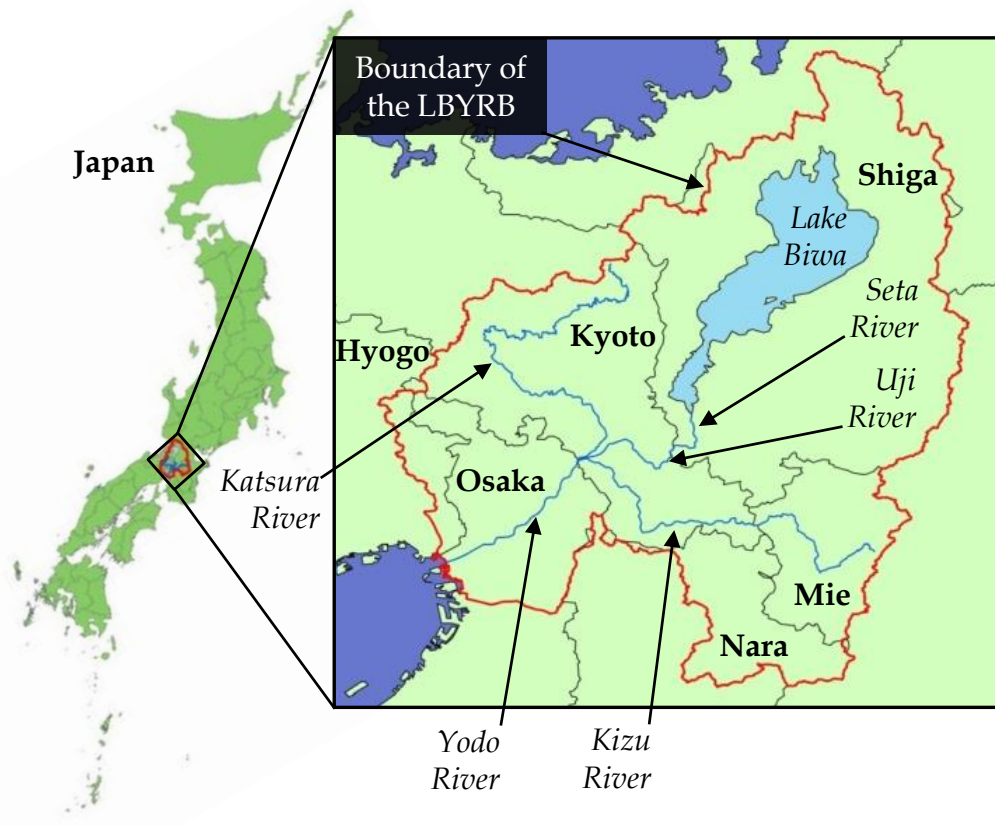 Boundary of
the LBYRB
Japan
Shiga
Lake
Biwa
Seta
River
Kyoto
Hyogo
Uji
River
Katsura
River
Osaka
Mie
Nara
Yodo
River
Kizu
River